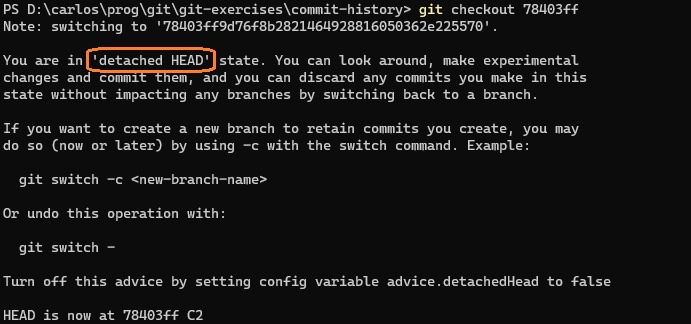 PS D:\carlos\prog\git\git-exercises\commit-history> git checkout 78403ff
Note: switching to '78403ff9d76f8b2821464928816050362e225570'.
You are in 'detached HEAD' state. You can look around, make experimental
changes and commit them, and you can discard any commits you make in this
state without impacting any branches by switching back to a branch.
If you want to create a new branch to retain commits you create, you may
do so (now or later) by using -c with the switch command. Example:
git switch -c <new-branch-name>
Or undo this operation with:
git switch -
Turn off this advice by setting config variable advice.detachedHead to false
HEAD is now at 78403ff C2